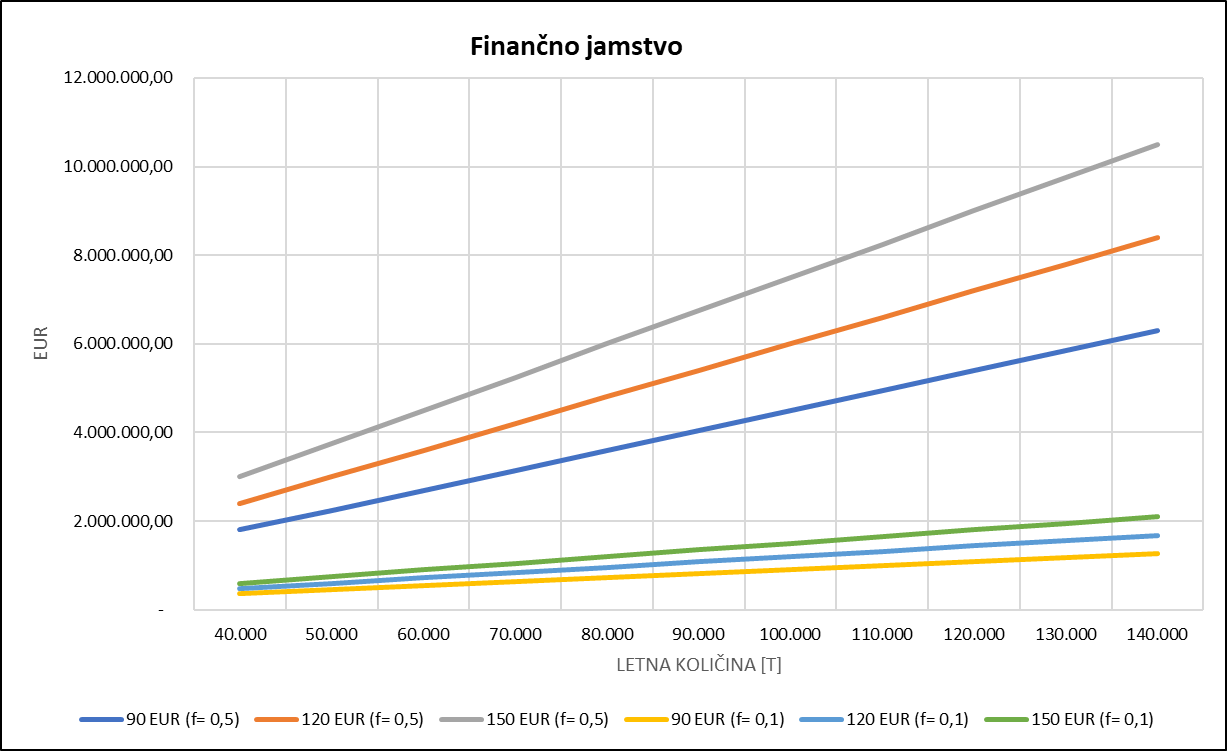 Finančno jamstvo
12.000.000,00
10.000.000,00
8.000.000,00
6.000.000,00
4.000.000,00
2.000.000,00
-
EUR
40.000 50.000 60.000 70.000 80.000 90.000 100.000 110.000 120.000 130.000 140.000
LETNA KOLIČINA [T]
90 EUR (f= 0,5) 120 EUR (f= 0,5) 150 EUR (f= 0,5) 90 EUR (f= 0,1) 120 EUR (f= 0,1) 150 EUR (f= 0,1)